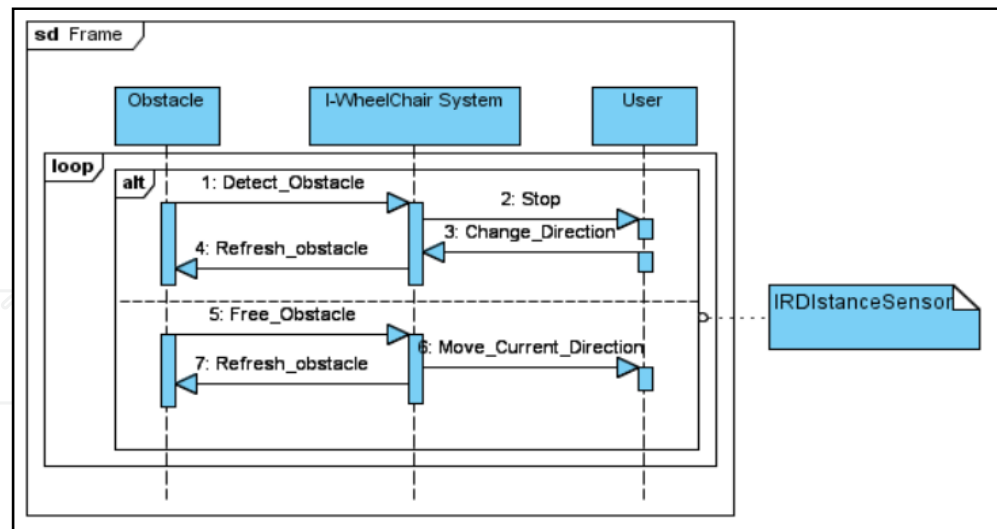 sd Frame
Obstacle
I-WheelChair System
User
loop
alt
1: Detect_Obstacle
2: Stop
3: Change_Direction
4: Refresh_obstacle
IRDIstanceSensor
5: Free_Obstacle
6: Move_Current_Direction
7: Refresh_obstacle